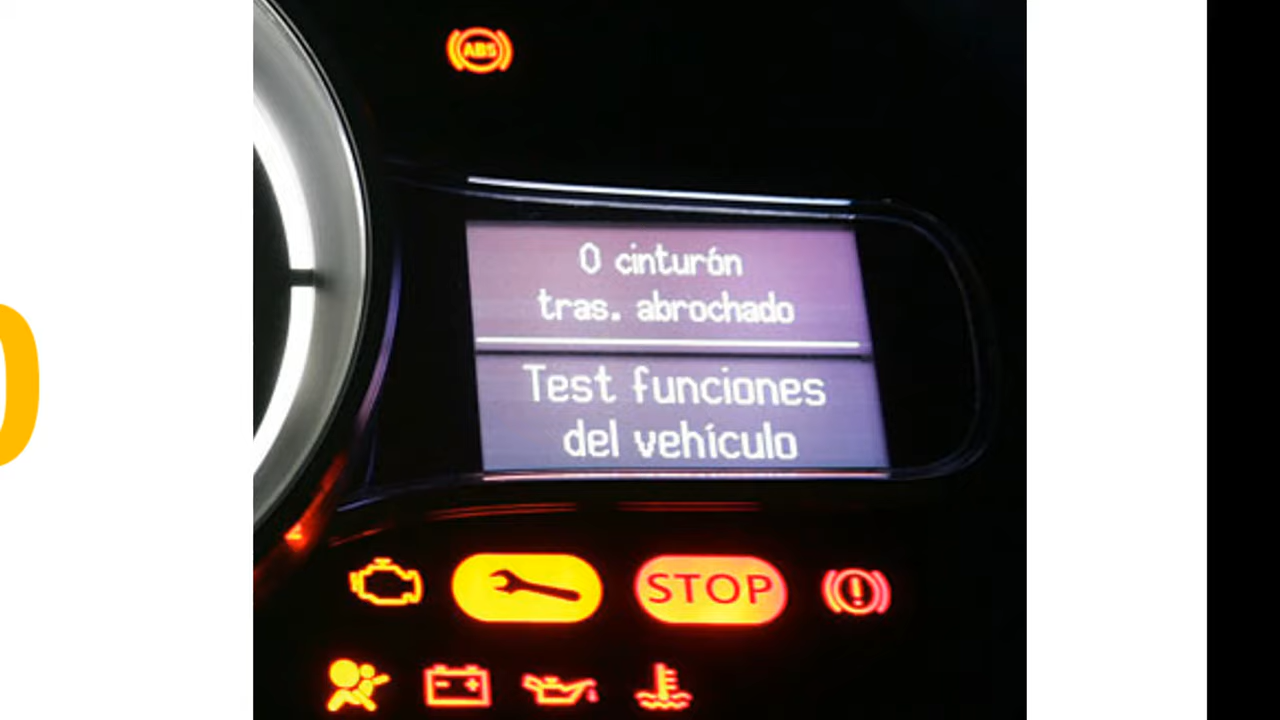 ABS
0 cinturón
tras. abrochado
Test funciones
del vehículo
STOP